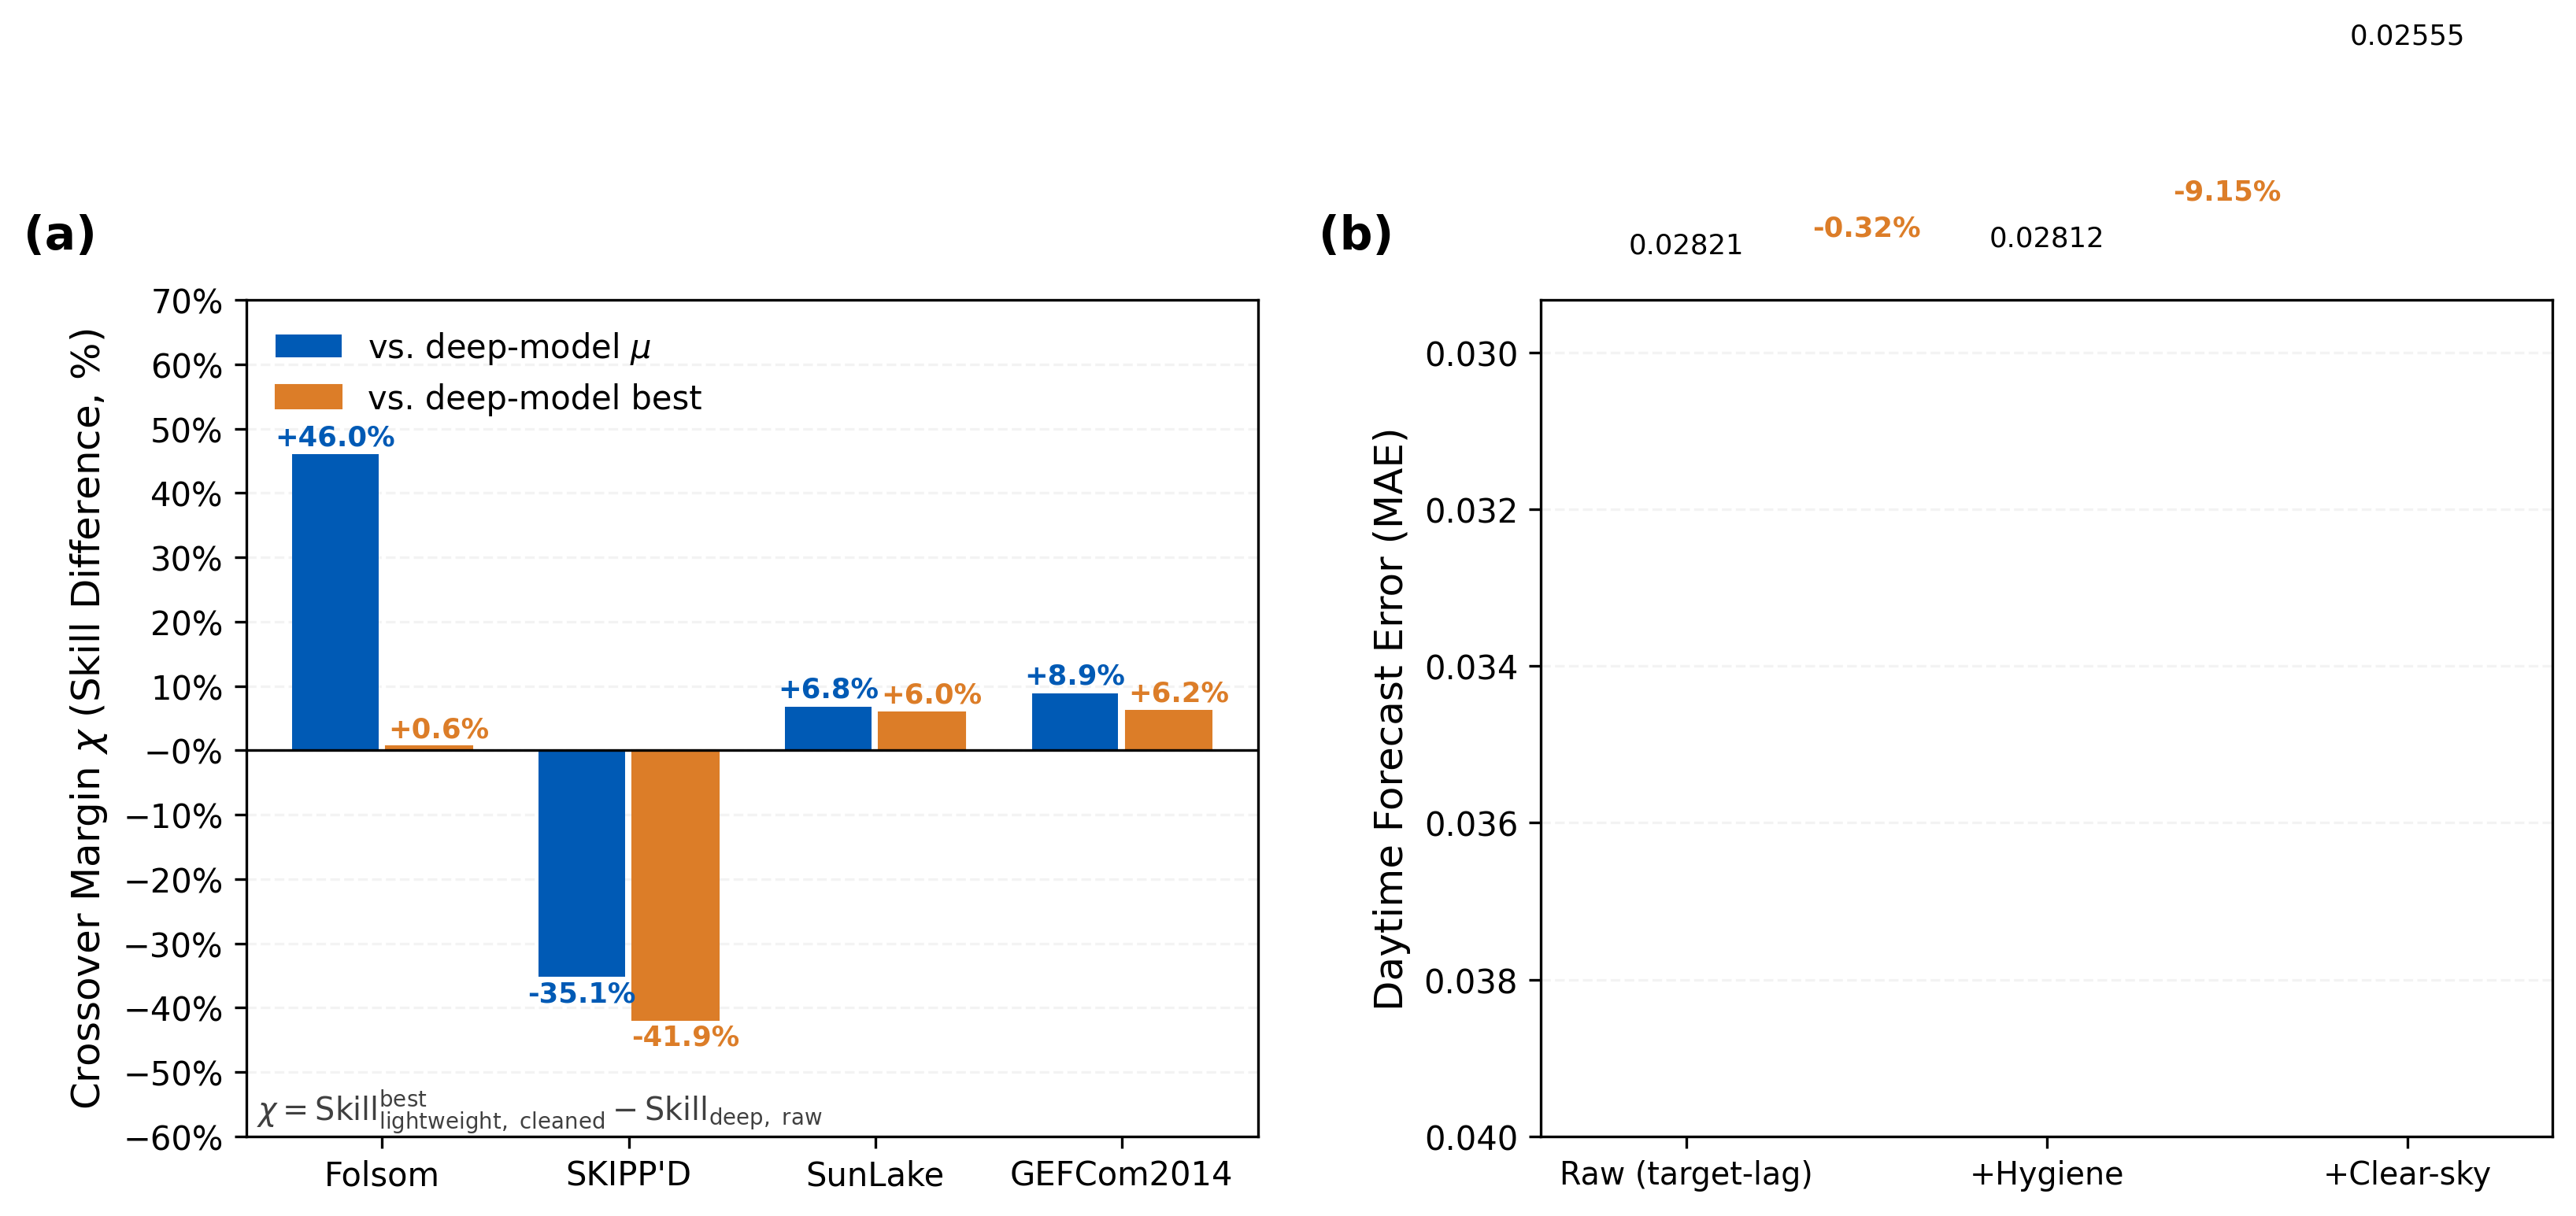 (a)
70%
60%
50%
40%
30%
20%
10%
−0%
−10%
−20%
−30%
−40%
−50%
−60%
Crossover Margin χ (Skill Difference, %)
vs. deep-model μ
vs. deep-model best
+46.0%
+0.6%
-35.1%
-41.9%
+6.8%
+6.0%
+8.9%
+6.2%
χ = Skill^best_lightweight, cleaned − Skill_deep, raw
Folsom
SKIPP'D
SunLake
GEFCom2014
(b)
0.02821
-0.32%
0.02812
-9.15%
0.02555
0.030
0.032
0.034
0.036
0.038
0.040
Daytime Forecast Error (MAE)
Raw (target-lag)
+Hygiene
+Clear-sky